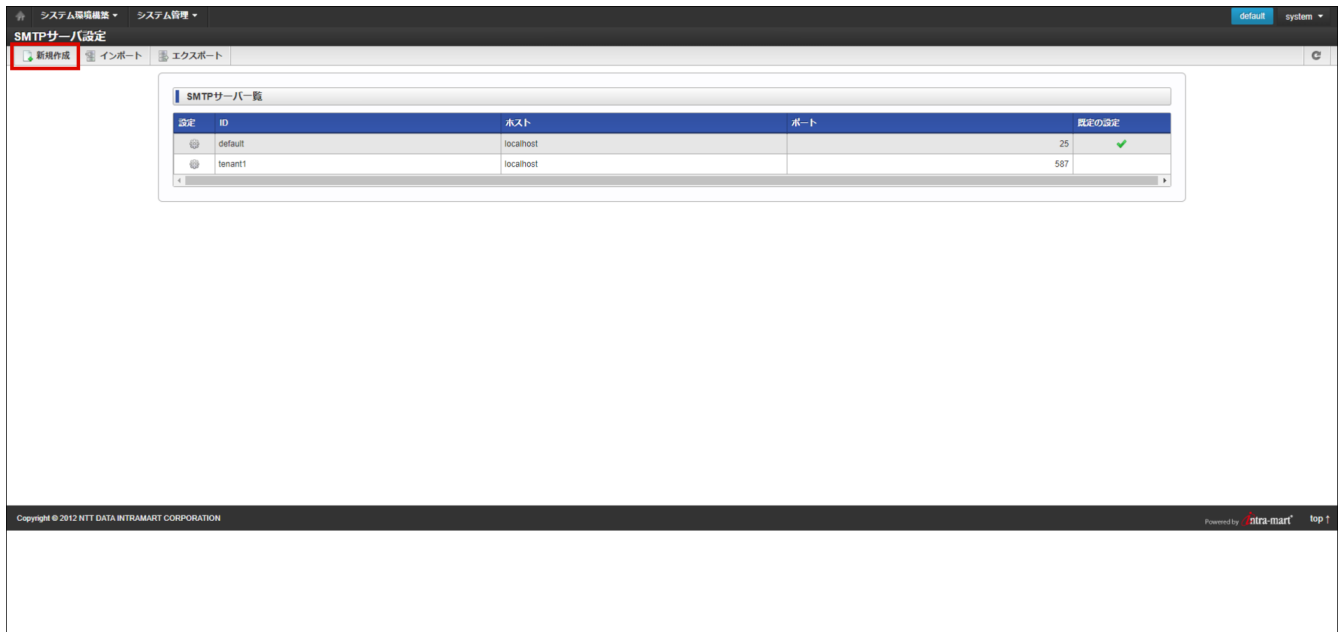 システム環境構築 ▼ システム管理 ▼ default system ▼
SMTPサーバ設定
新規作成 インポート エクスポート
SMTPサーバ一覧
設定 ID ホスト ポート 既定の設定
default localhost 25
tenant1 localhost 587
Copyright © 2012 NTT DATA INTRAMART CORPORATION Powered by intra-mart top ↑